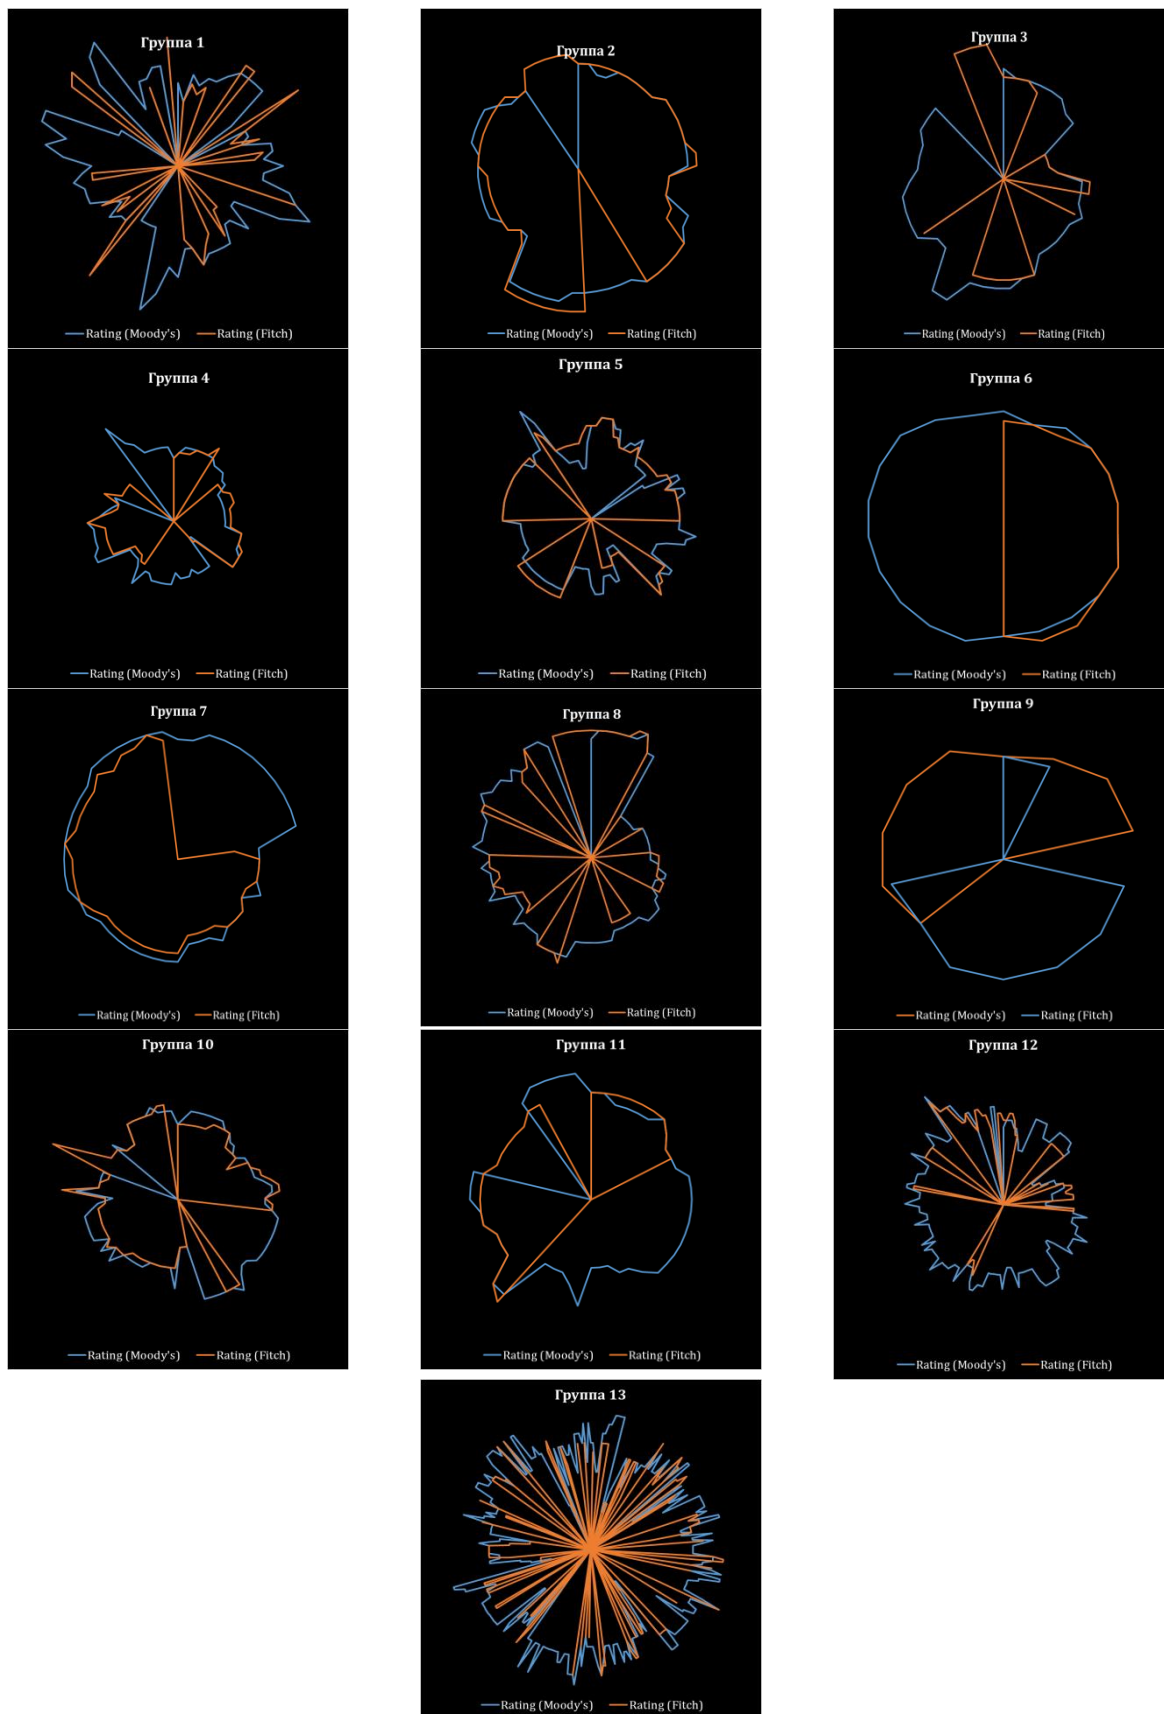 Группа 1
Rating (Moody's) Rating (Fitch)
Группа 2
Rating (Moody's) Rating (Fitch)
Группа 3
Rating (Moody's) Rating (Fitch)
Группа 4
Rating (Moody's) Rating (Fitch)
Группа 5
Rating (Moody's) Rating (Fitch)
Группа 6
Rating (Moody's) Rating (Fitch)
Группа 7
Rating (Moody's) Rating (Fitch)
Группа 8
Rating (Moody's) Rating (Fitch)
Группа 9
Rating (Moody's) Rating (Fitch)
Группа 10
Rating (Moody's) Rating (Fitch)
Группа 11
Rating (Moody's) Rating (Fitch)
Группа 12
Rating (Moody's) Rating (Fitch)
Группа 13
Rating (Moody's) Rating (Fitch)